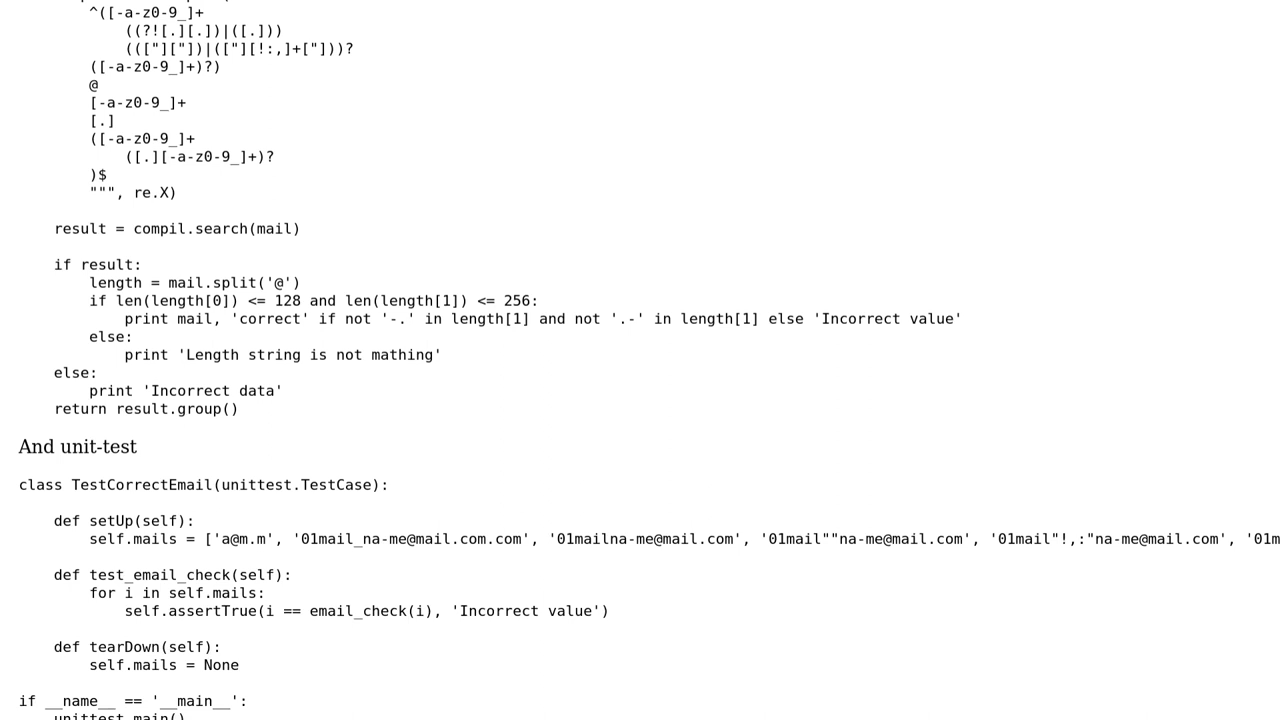 ^([-a-z0-9_]+
((?![.][.])|([.]))
((["]["])|(["][!:,]+["]))?
([-a-z0-9_]+)?)
@
[-a-z0-9_]+
[.]
([-a-z0-9_]+
([.][-a-z0-9_]+)?
)$
""", re.X)
result = compil.search(mail)
if result:
length = mail.split('@')
if len(length[0]) <= 128 and len(length[1]) <= 256:
print mail, 'correct' if not '-.' in length[1] and not '.-' in length[1] else 'Incorrect value'
else:
print 'Length string is not mathing'
else:
print 'Incorrect data'
return result.group()
And unit-test
class TestCorrectEmail(unittest.TestCase):
def setUp(self):
self.mails = ['a@m.m', '01mail_na-me@mail.com.com', '01mailna-me@mail.com', '01mail""na-me@mail.com', '01mail"!,:"na-me@mail.com', '01m
def test_email_check(self):
for i in self.mails:
self.assertTrue(i == email_check(i), 'Incorrect value')
def tearDown(self):
self.mails = None
if __name__ == '__main__':
unittest.main()